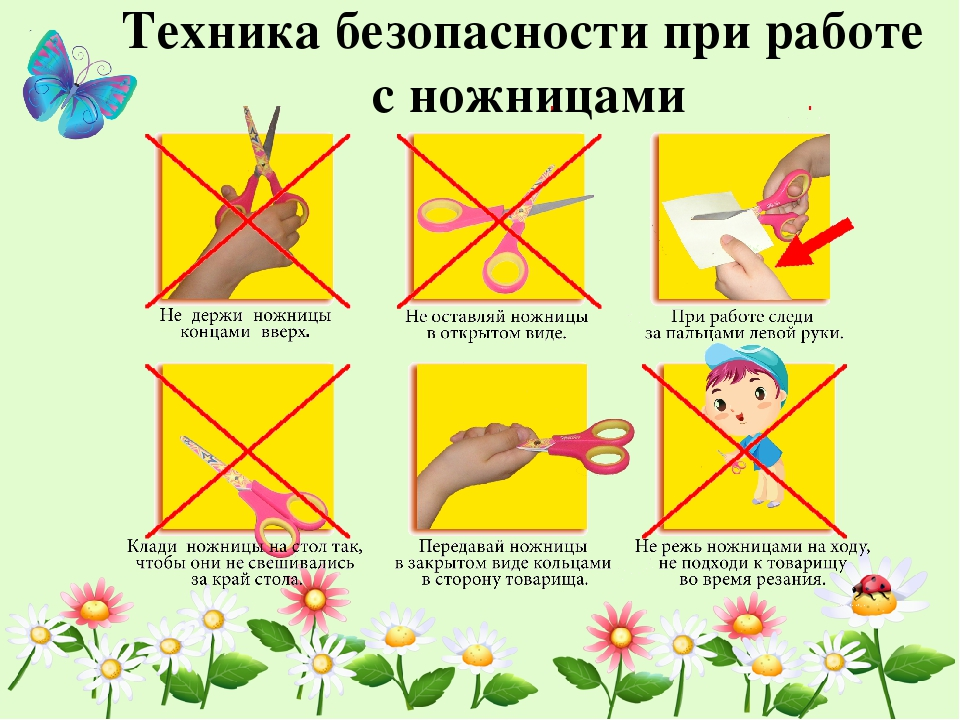 Техника безопасности при работе
с ножницами
Не держи ножницы
концами вверх.
Не оставляй ножницы
в открытом виде.
При работе следи
за пальцами левой руки.
Клади ножницы на стол так,
чтобы они не свешивались
за край стола.
Передавай ножницы
в закрытом виде кольцами
в сторону товарища.
Не режь ножницами на ходу,
не подходи к товарищу
во время резания.